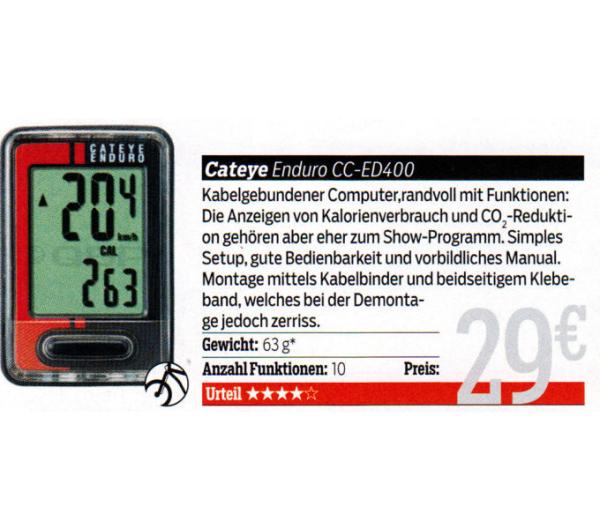 CATEYE
ENDURO
204
km/h
CAL
263
Cateye Enduro CC-ED400
Kabelgebundener Computer,randvoll mit Funktionen:
Die Anzeigen von Kalorienverbrauch und CO₂-Redukti-
on gehören aber eher zum Show-Programm. Simples
Setup, gute Bedienbarkeit und vorbildliches Manual.
Montage mittels Kabelbinder und beidseitigem Klebe-
band, welches bei der Demonta-
ge jedoch zerriss.
Gewicht: 63 g*
Anzahl Funktionen: 10 Preis: 29€
Urteil ★★★★☆